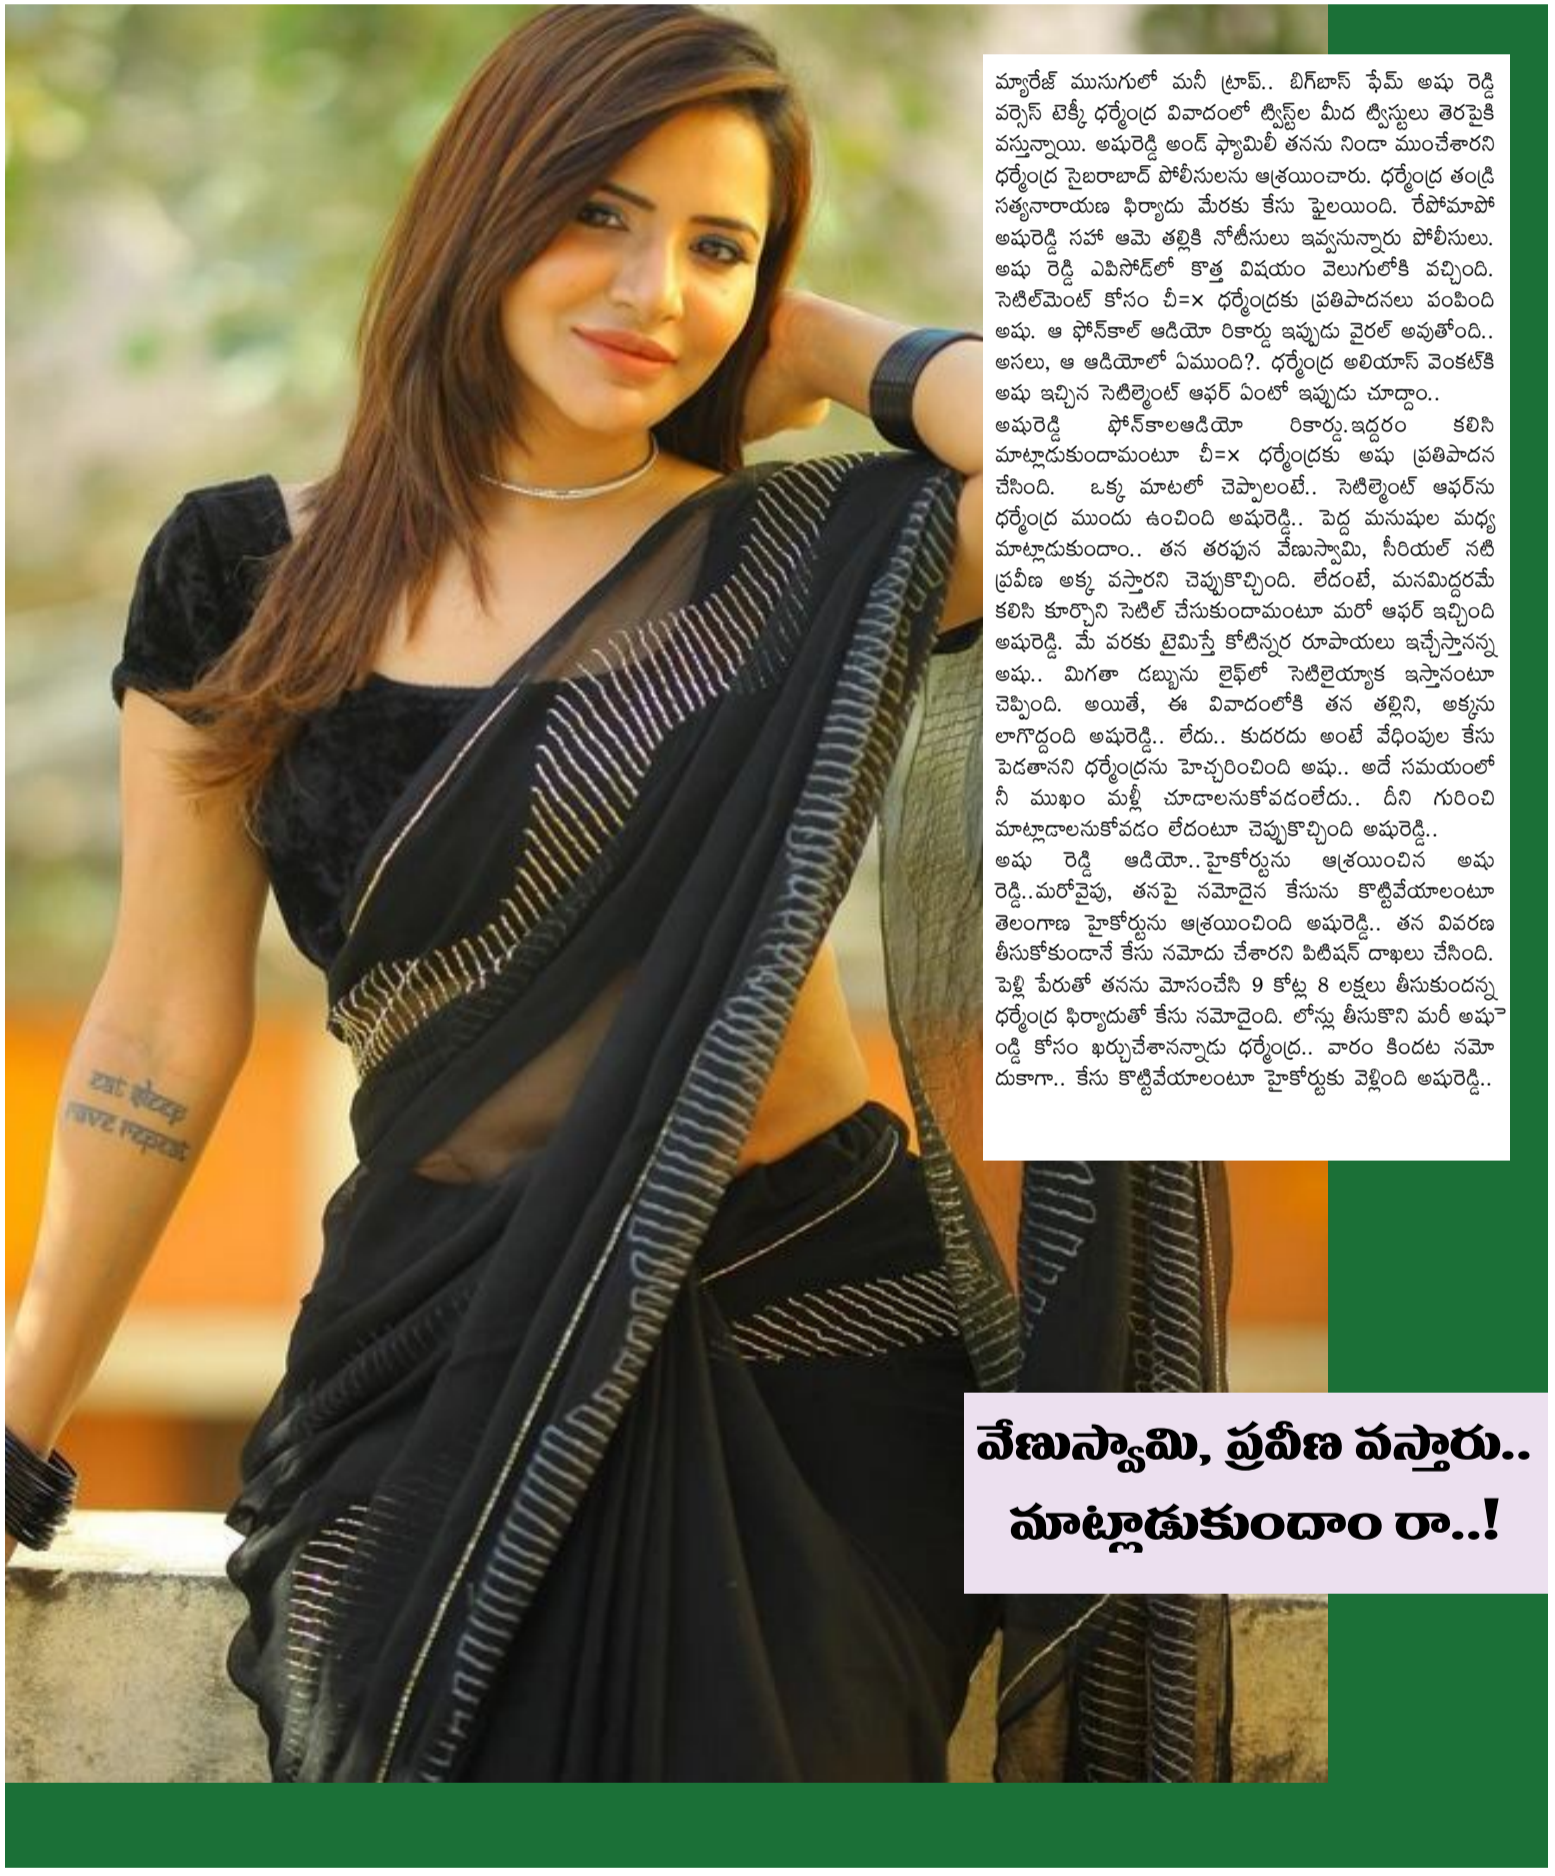 మ్యారేజ్ ముసుగులో మనీ ట్రాప్.. బిగ్‌బాస్ ఫేమ్ అషు రెడ్డి
వర్సెస్ టెక్కీ ధర్మేంద్ర వివాదంలో ట్విస్ట్‌ల మీద ట్విస్టులు తెరపైకి
వస్తున్నాయి. అషురెడ్డి అండ్ ఫ్యామిలీ తనను నిండా ముంచేశారని
ధర్మేంద్ర సైబరాబాద్ పోలీసులను ఆశ్రయించారు. ధర్మేంద్ర తండ్రి
సత్యనారాయణ ఫిర్యాదు మేరకు కేసు ఫైలయింది. రేపోమాపో
అషురెడ్డి సహా ఆమె తల్లికి నోటీసులు ఇవ్వనున్నారు పోలీసులు.
అషు రెడ్డి ఎపిసోడ్‌లో కొత్త విషయం వెలుగులోకి వచ్చింది.
సెటిల్‌మెంట్ కోసం చీ=× ధర్మేంద్రకు ప్రతిపాదనలు పంపింది
అషు. ఆ ఫోన్‌కాల్ ఆడియో రికార్డు ఇప్పుడు వైరల్ అవుతోంది..
అసలు, ఆ ఆడియోలో ఏముంది?. ధర్మేంద్ర అలియాస్ వెంకట్‌కి
అషు ఇచ్చిన సెటిల్మెంట్ ఆఫర్ ఏంటో ఇప్పుడు చూద్దాం..
అషురెడ్డి ఫోన్‌కాలఆడియో రికార్డు.ఇద్దరం కలిసి
మాట్లాడుకుందామంటూ చీ=× ధర్మేంద్రకు అషు ప్రతిపాదన
చేసింది. ఒక్క మాటలో చెప్పాలంటే.. సెటిల్మెంట్ ఆఫర్‌ను
ధర్మేంద్ర ముందు ఉంచింది అషురెడ్డి.. పెద్ద మనుషుల మధ్య
మాట్లాడుకుందాం.. తన తరఫున వేణుస్వామి, సీరియల్ నటి
ప్రవీణ అక్క వస్తారని చెప్పుకొచ్చింది. లేదంటే, మనమిద్దరమే
కలిసి కూర్చొని సెటిల్ చేసుకుందామంటూ మరో ఆఫర్ ఇచ్చింది
అషురెడ్డి. మే వరకు టైమిస్తే కోటిన్నర రూపాయలు ఇచ్చేస్తానన్న
అషు.. మిగతా డబ్బును లైఫ్‌లో సెటిలైయ్యాక ఇస్తానంటూ
చెప్పింది. అయితే, ఈ వివాదంలోకి తన తల్లిని, అక్కను
లాగొద్దంది అషురెడ్డి.. లేదు.. కుదరదు అంటే వేధింపుల కేసు
పెడతానని ధర్మేంద్రను హెచ్చరించింది అషు.. అదే సమయంలో
నీ ముఖం మళ్లీ చూడాలనుకోవడంలేదు.. దీని గురించి
మాట్లాడాలనుకోవడం లేదంటూ చెప్పుకొచ్చింది అషురెడ్డి..
అషు రెడ్డి ఆడియో..హైకోర్టును ఆశ్రయించిన అషు
రెడ్డి..మరోవైపు, తనపై నమోదైన కేసును కొట్టివేయాలంటూ
తెలంగాణ హైకోర్టును ఆశ్రయించింది అషురెడ్డి.. తన వివరణ
తీసుకోకుండానే కేసు నమోదు చేశారని పిటిషన్ దాఖలు చేసింది.
పెళ్లి పేరుతో తనను మోసంచేసి 9 కోట్ల 8 లక్షలు తీసుకుందన్న
ధర్మేంద్ర ఫిర్యాదుతో కేసు నమోదైంది. లోన్లు తీసుకొని మరీ అషుె
ండ్డి కోసం ఖర్చుచేశానన్నాడు ధర్మేంద్ర.. వారం కిందట నమో
దుకాగా.. కేసు కొట్టివేయాలంటూ హైకోర్టుకు వెళ్లింది అషురెడ్డి..
eat sleep
rave repeat
వేణుస్వామి, ప్రవీణ వస్తారు..
మాట్లాడుకుందాం రా..!